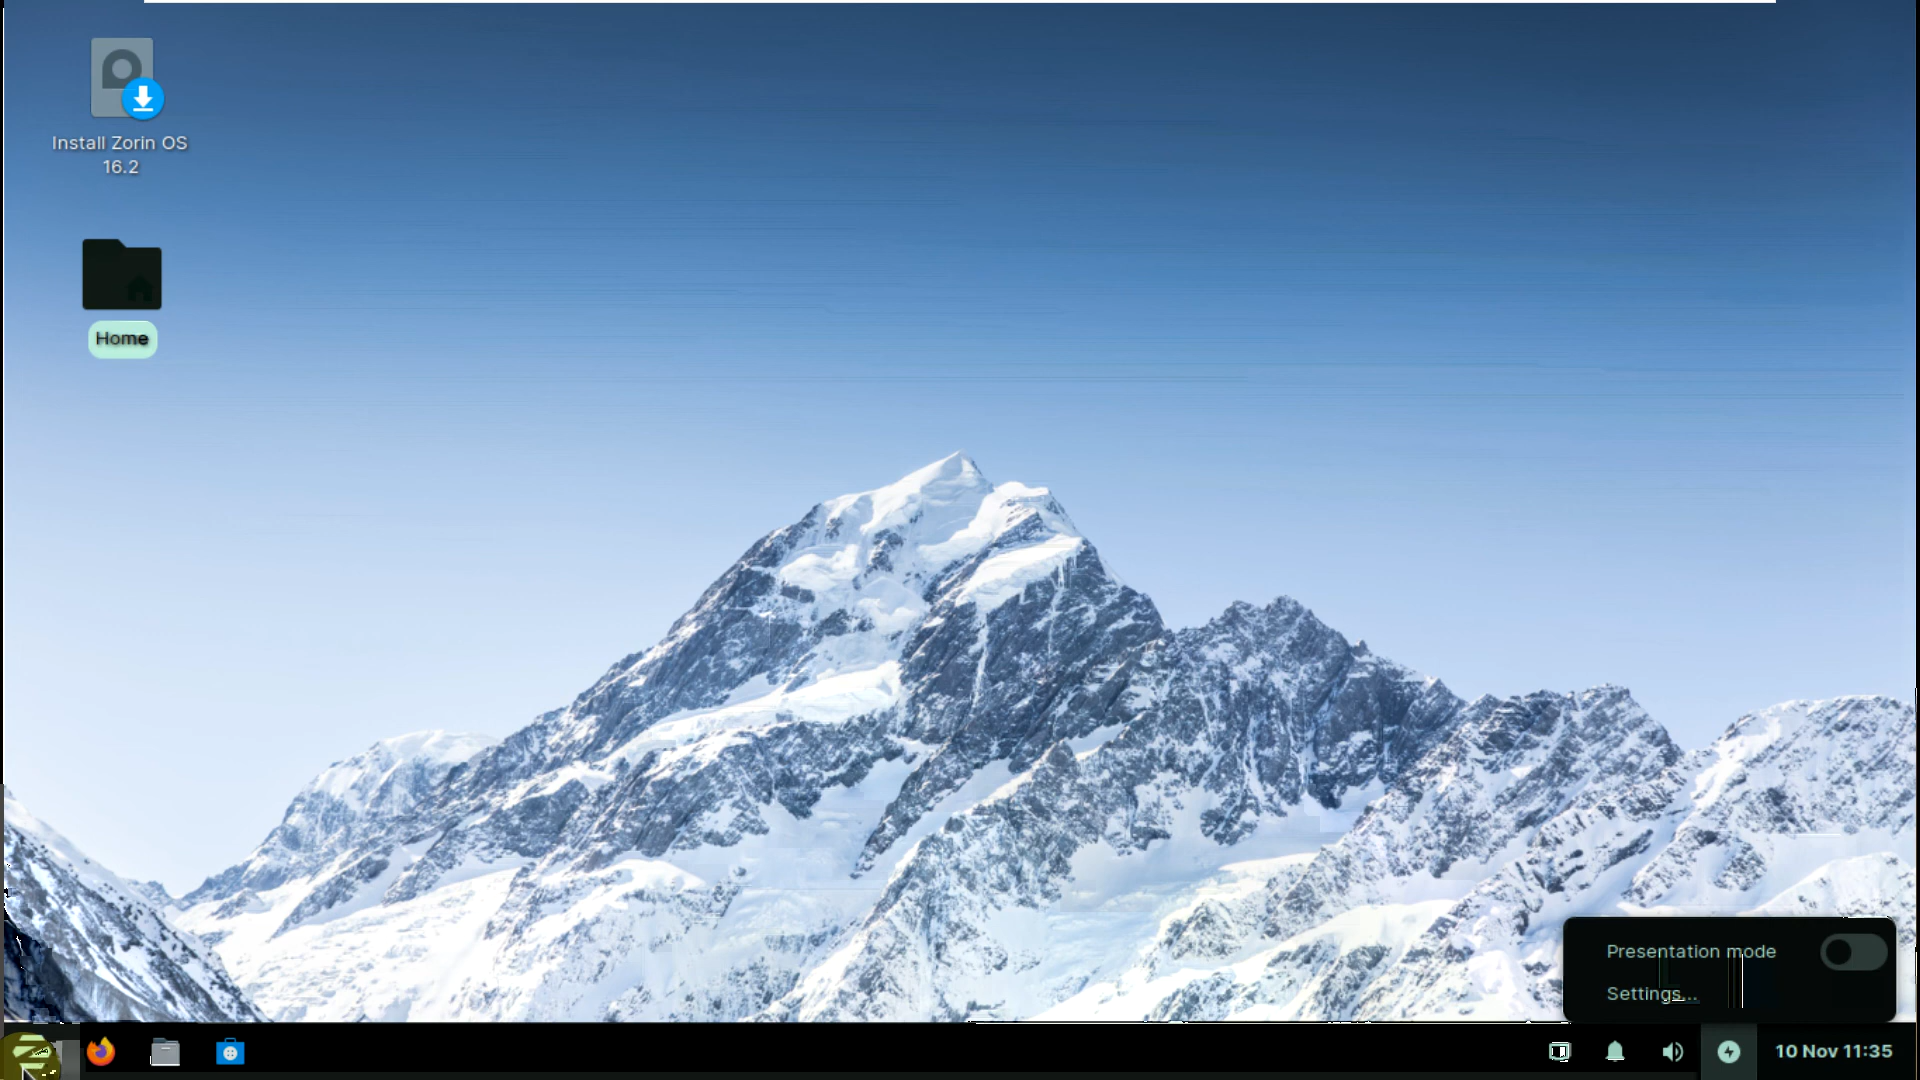 Install Zorin OS
16.2
Home
Presentation mode
Settings...
10 Nov 11:35